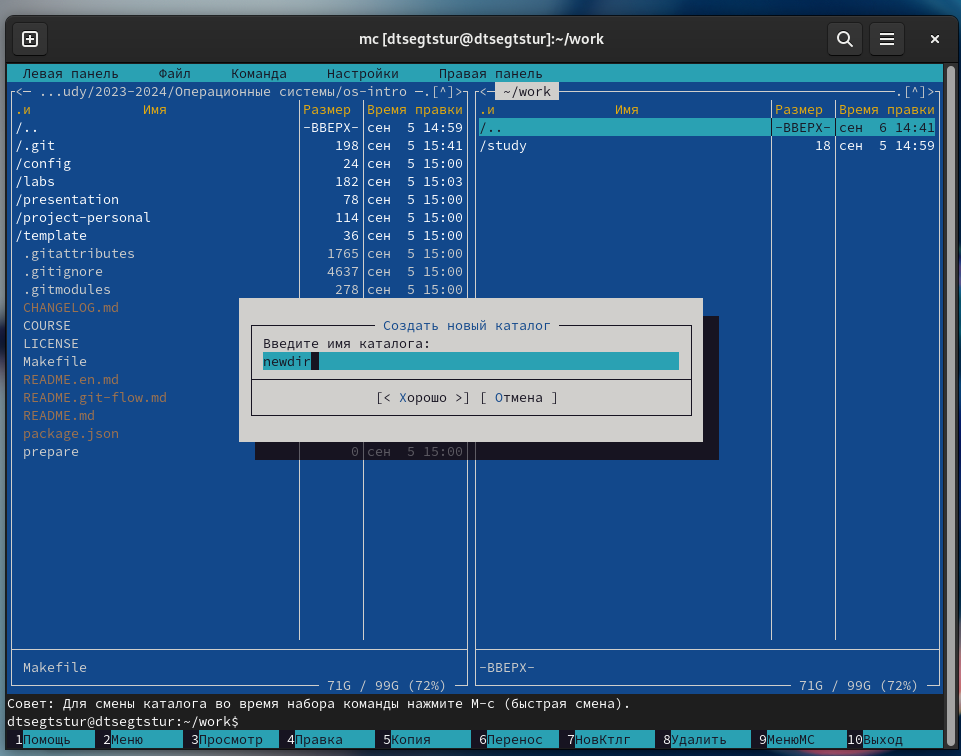 mc [dtsegtstur@dtsegtstur]:~/work
Левая панель Файл Команда Настройки Правая панель
<─ ...udy/2023-2024/Операционные системы/os-intro ─.[^]>
.и Имя Размер Время правки
/.. -ВВЕРХ- сен 5 14:59
/.git 198 сен 5 15:41
/config 24 сен 5 15:00
/labs 182 сен 5 15:03
/presentation 78 сен 5 15:00
/project-personal 114 сен 5 15:00
/template 36 сен 5 15:00
.gitattributes 1765 сен 5 15:00
.gitignore 4637 сен 5 15:00
.gitmodules 278 сен 5 15:00
CHANGELOG.md
COURSE
LICENSE
Makefile
README.en.md
README.git-flow.md
README.md
package.json
prepare 0 сен 5 15:00
Makefile
71G / 99G (72%)
<─ ~/work .[^]>
.и Имя Размер Время правки
/.. -ВВЕРХ- сен 6 14:41
/study 18 сен 5 14:59
-ВВЕРХ-
71G / 99G (72%)
Создать новый каталог
Введите имя каталога:
newdir
[< Хорошо >] [ Отмена ]
Совет: Для смены каталога во время набора команды нажмите M-c (быстрая смена).
dtsegtstur@dtsegtstur:~/work$
1Помощь 2Меню 3Просмотр 4Правка 5Копия 6Перенос 7НовКтлг 8Удалить 9МенюMC 10Выход